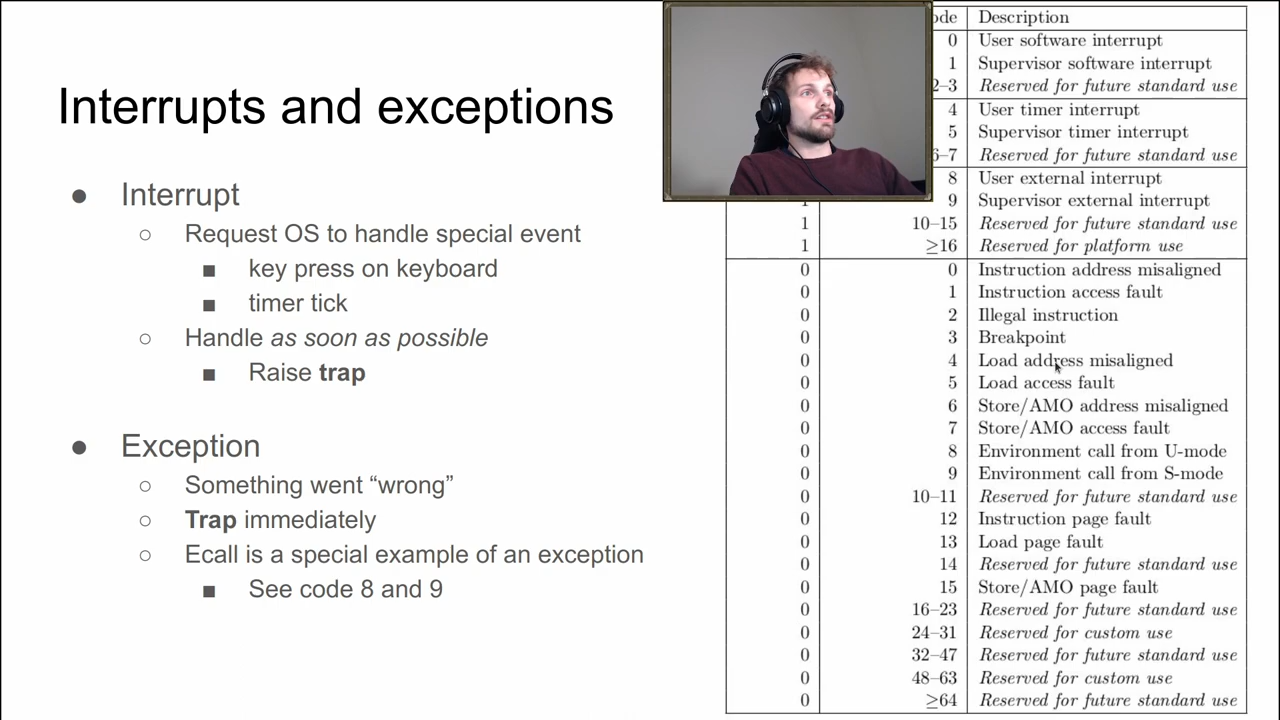 Interrupts and exceptions
● Interrupt
○ Request OS to handle special event
■ key press on keyboard
■ timer tick
○ Handle as soon as possible
■ Raise trap
● Exception
○ Something went “wrong”
○ Trap immediately
○ Ecall is a special example of an exception
■ See code 8 and 9
Description
0 User software interrupt
1 Supervisor software interrupt
2–3 Reserved for future standard use
4 User timer interrupt
5 Supervisor timer interrupt
6–7 Reserved for future standard use
8 User external interrupt
1 9 Supervisor external interrupt
1 10–15 Reserved for future standard use
1 ≥16 Reserved for platform use
0 0 Instruction address misaligned
0 1 Instruction access fault
0 2 Illegal instruction
0 3 Breakpoint
0 4 Load address misaligned
0 5 Load access fault
0 6 Store/AMO address misaligned
0 7 Store/AMO access fault
0 8 Environment call from U-mode
0 9 Environment call from S-mode
0 10–11 Reserved for future standard use
0 12 Instruction page fault
0 13 Load page fault
0 14 Reserved for future standard use
0 15 Store/AMO page fault
0 16–23 Reserved for future standard use
0 24–31 Reserved for custom use
0 32–47 Reserved for future standard use
0 48–63 Reserved for custom use
0 ≥64 Reserved for future standard use